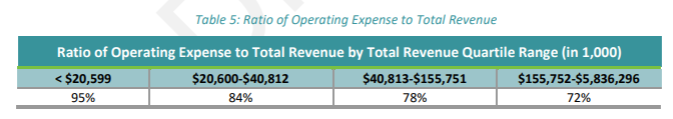 Table 5: Ratio of Operating Expense to Total Revenue
Ratio of Operating Expense to Total Revenue by Total Revenue Quartile Range (in 1,000)
< $20,599 $20,600-$40,812 $40,813-$155,751 $155,752-$5,836,296
95% 84% 78% 72%